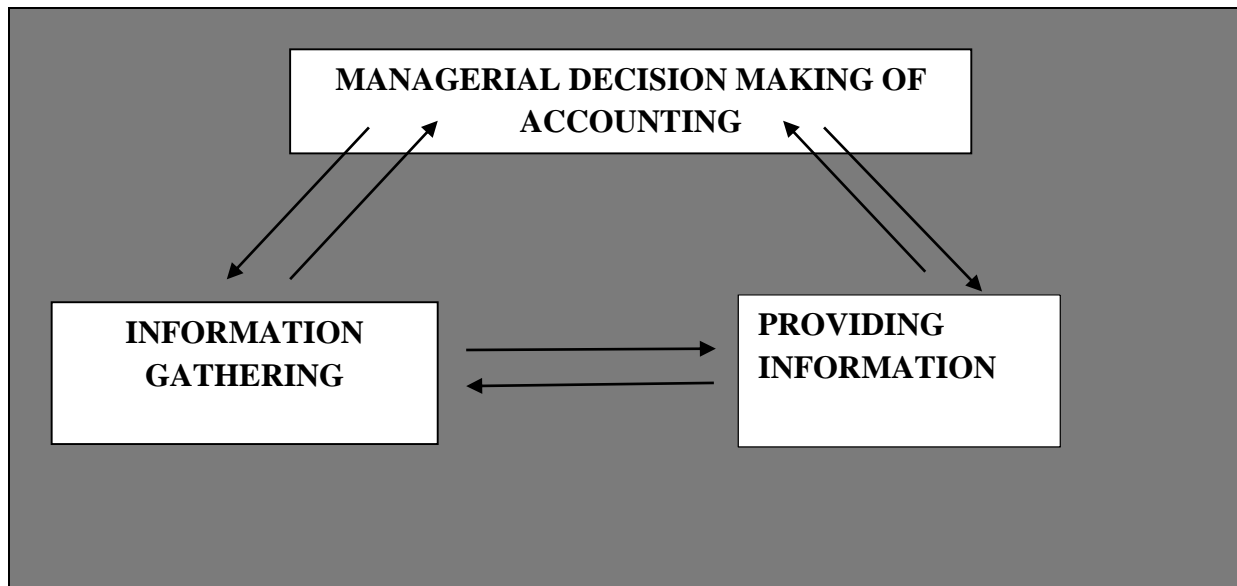 MANAGERIAL DECISION MAKING OF
ACCOUNTING
INFORMATION
GATHERING
PROVIDING
INFORMATION